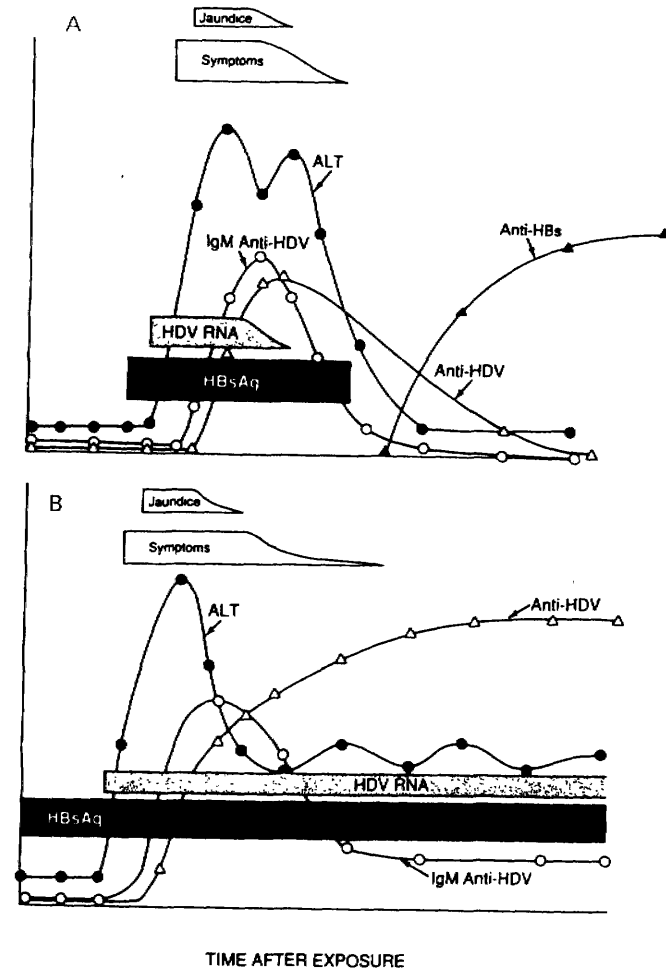 A
Jaundice
Symptoms
ALT
IgM Anti-HDV
Anti-HBs
HDV RNA
HBsAg
Anti-HDV
B
Jaundice
Symptoms
ALT
Anti-HDV
HDV RNA
HBsAg
IgM Anti-HDV
TIME AFTER EXPOSURE